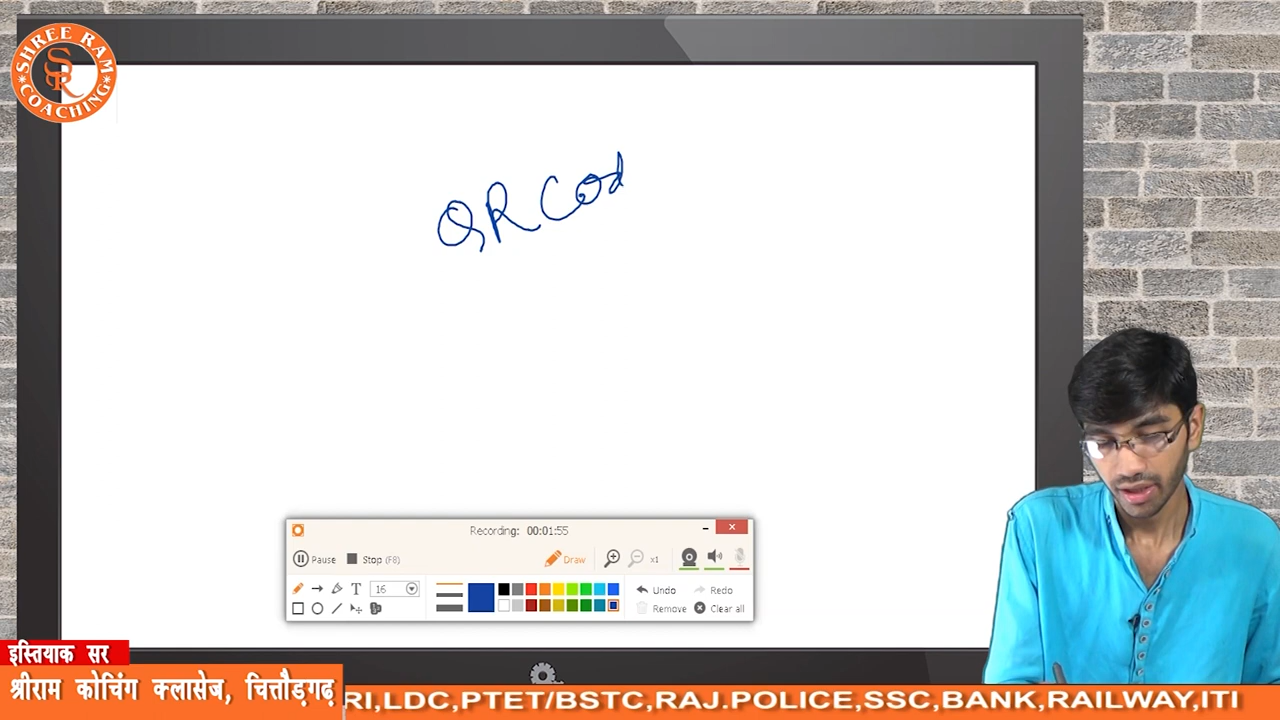 SHREE RAM
SR
COACHING
QR Cod
Recording: 00:01:55
Pause
Stop (F8)
Draw
x1
T
16
Undo
Redo
Remove
Clear all
इस्तियाक सर
श्रीराम कोचिंग क्लासेज, चित्तौड़गढ़
RI,LDC,PTET/BSTC,RAJ.POLICE,SSC,BANK,RAILWAY,ITI